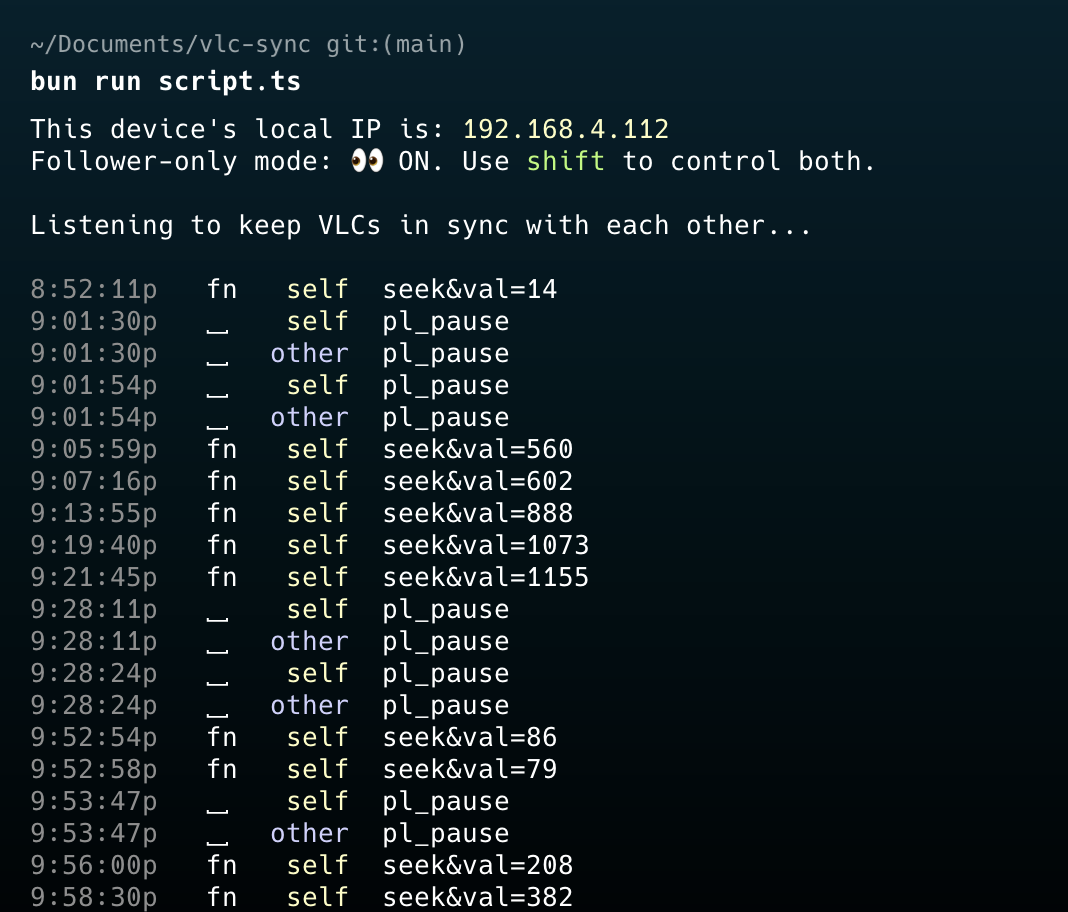 ~/Documents/vlc-sync git:(main)
bun run script.ts
This device's local IP is: 192.168.4.112
Follower-only mode: 👀 ON. Use shift to control both.
Listening to keep VLCs in sync with each other...
8:52:11p fn self seek&val=14
9:01:30p ⎵ self pl_pause
9:01:30p ⎵ other pl_pause
9:01:54p ⎵ self pl_pause
9:01:54p ⎵ other pl_pause
9:05:59p fn self seek&val=560
9:07:16p fn self seek&val=602
9:13:55p fn self seek&val=888
9:19:40p fn self seek&val=1073
9:21:45p fn self seek&val=1155
9:28:11p ⎵ self pl_pause
9:28:11p ⎵ other pl_pause
9:28:24p ⎵ self pl_pause
9:28:24p ⎵ other pl_pause
9:52:54p fn self seek&val=86
9:52:58p fn self seek&val=79
9:53:47p ⎵ self pl_pause
9:53:47p ⎵ other pl_pause
9:56:00p fn self seek&val=208
9:58:30p fn self seek&val=382